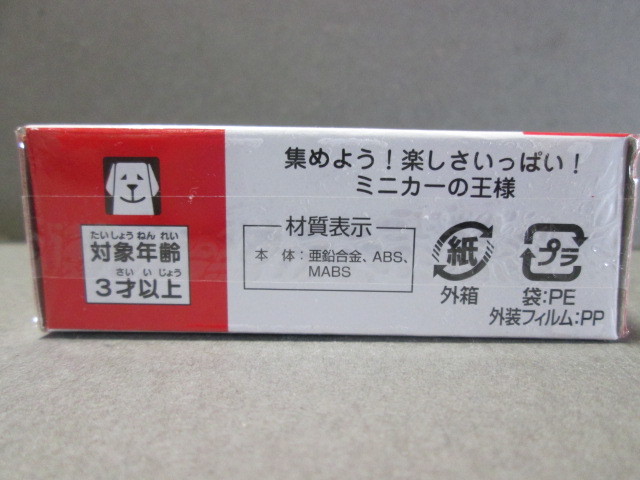 集めよう！楽しさいっぱい！
ミニカーの王様
たいしょうねんれい
対象年齢
さいいじょう
3才以上
材質表示
本 体：亜鉛合金、ABS、
MABS
紙
外箱
プラ
袋:PE
外装フィルム:PP